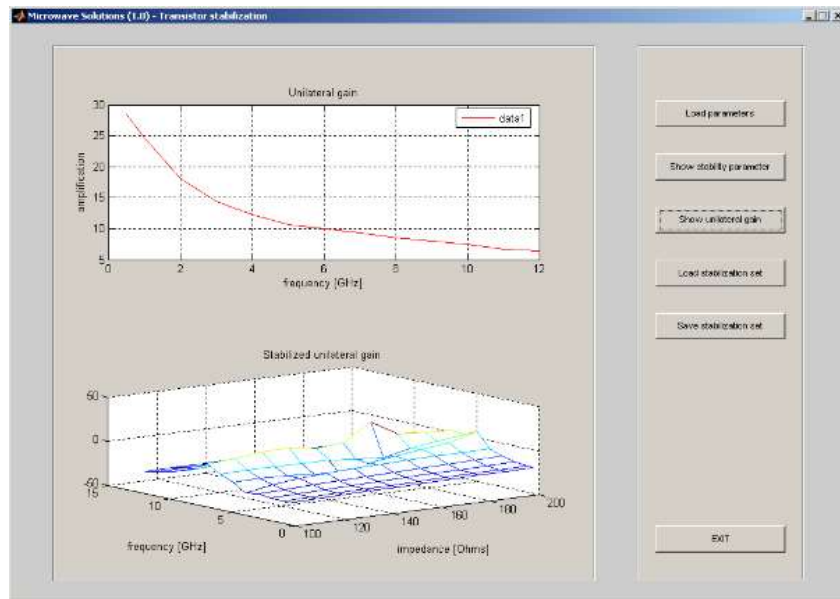 Microwave Solutions (1.0) - Transistor stabilization
Unilateral gain
30
25
20
15
10
5
amplification
data1
0 2 4 6 8 10 12
frequency [GHz]
Stabilized unilateral gain
50
0
-50
15
10
5
0
100
120
140
160
180
200
frequency [GHz]
impedance [Ohms]
Load parameters
Show stability parameter
Show unilateral gain
Load stabilization set
Save stabilization set
EXIT